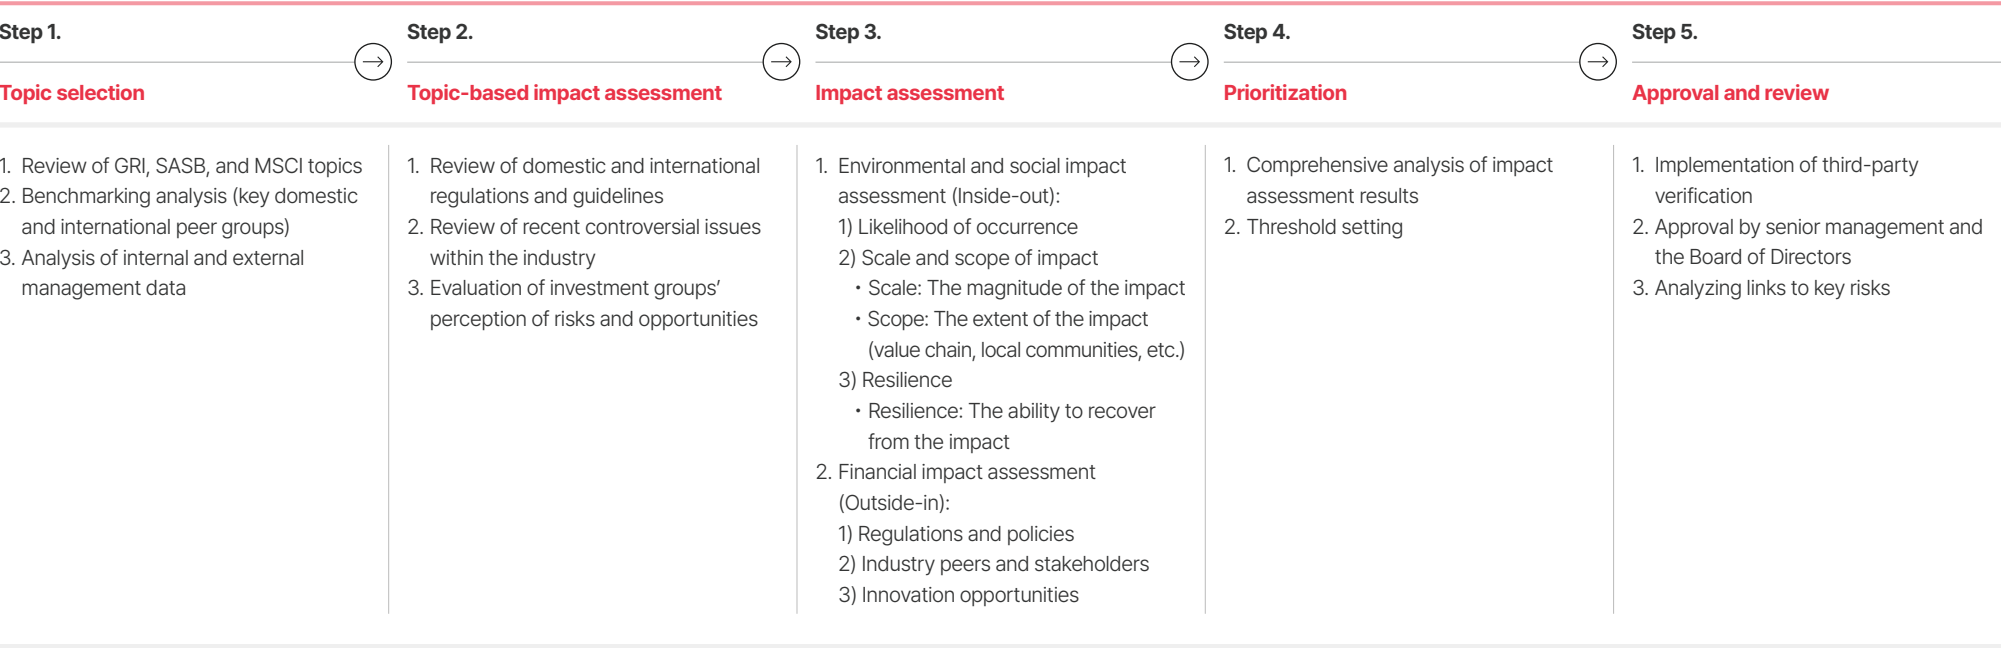 Step 1.
Topic selection
1. Review of GRI, SASB, and MSCI topics
2. Benchmarking analysis (key domestic
and international peer groups)
3. Analysis of internal and external
management data
Step 2.
Topic-based impact assessment
1. Review of domestic and international
regulations and guidelines
2. Review of recent controversial issues
within the industry
3. Evaluation of investment groups’
perception of risks and opportunities
Step 3.
Impact assessment
1. Environmental and social impact
assessment (Inside-out):
1) Likelihood of occurrence
2) Scale and scope of impact
• Scale: The magnitude of the impact
• Scope: The extent of the impact
(value chain, local communities, etc.)
3) Resilience
• Resilience: The ability to recover
from the impact
2. Financial impact assessment
(Outside-in):
1) Regulations and policies
2) Industry peers and stakeholders
3) Innovation opportunities
Step 4.
Prioritization
1. Comprehensive analysis of impact
assessment results
2. Threshold setting
Step 5.
Approval and review
1. Implementation of third-party
verification
2. Approval by senior management and
the Board of Directors
3. Analyzing links to key risks